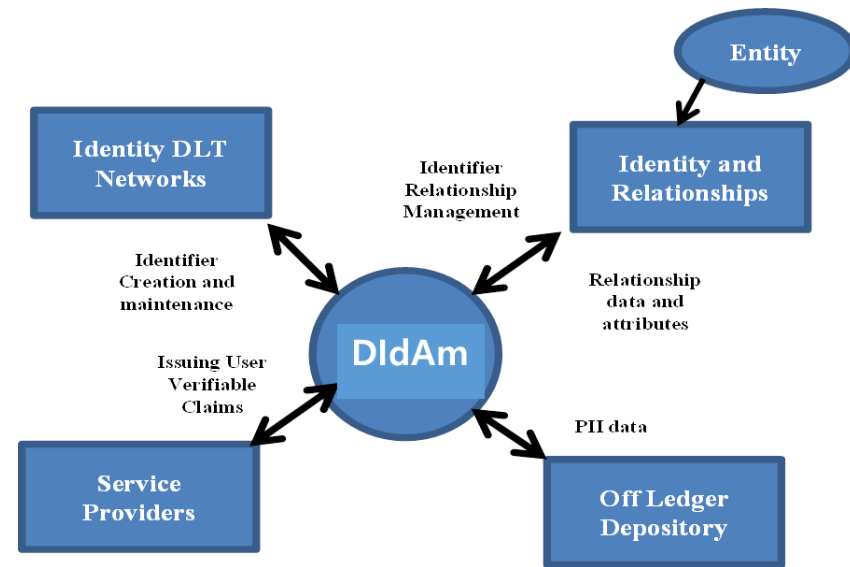 Entity
Identity DLT
Networks
Identifier
Relationship
Management
Identity and
Relationships
Identifier
Creation and
maintenance
Relationship
data and
attributes
DIdAm
Issuing User
Verifiable
Claims
PII data
Service
Providers
Off Ledger
Depository